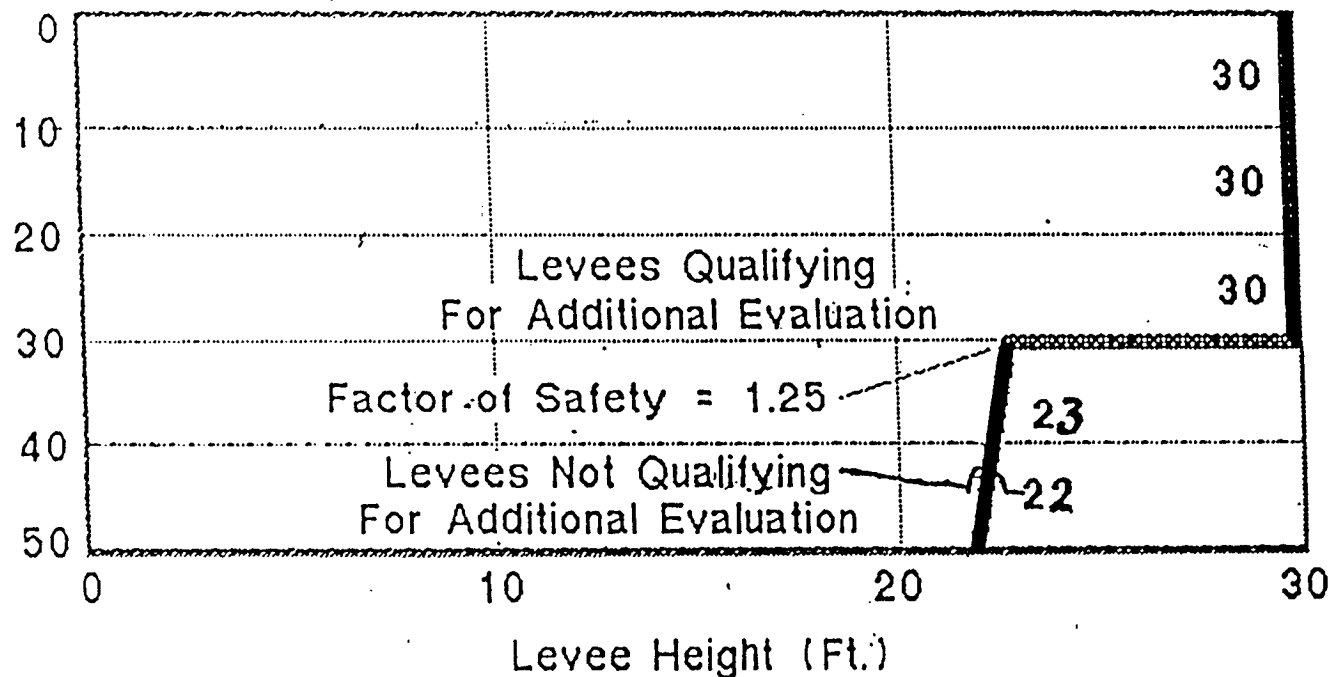 0
30
10
30
20
Levees Qualifying
30
For Additional Evaluation
30
Factor of Safety = 1.25
23
40
Levees Not Qualifying
22
For Additional Evaluation
50
0 10 20 30
Levee Height (Ft.)